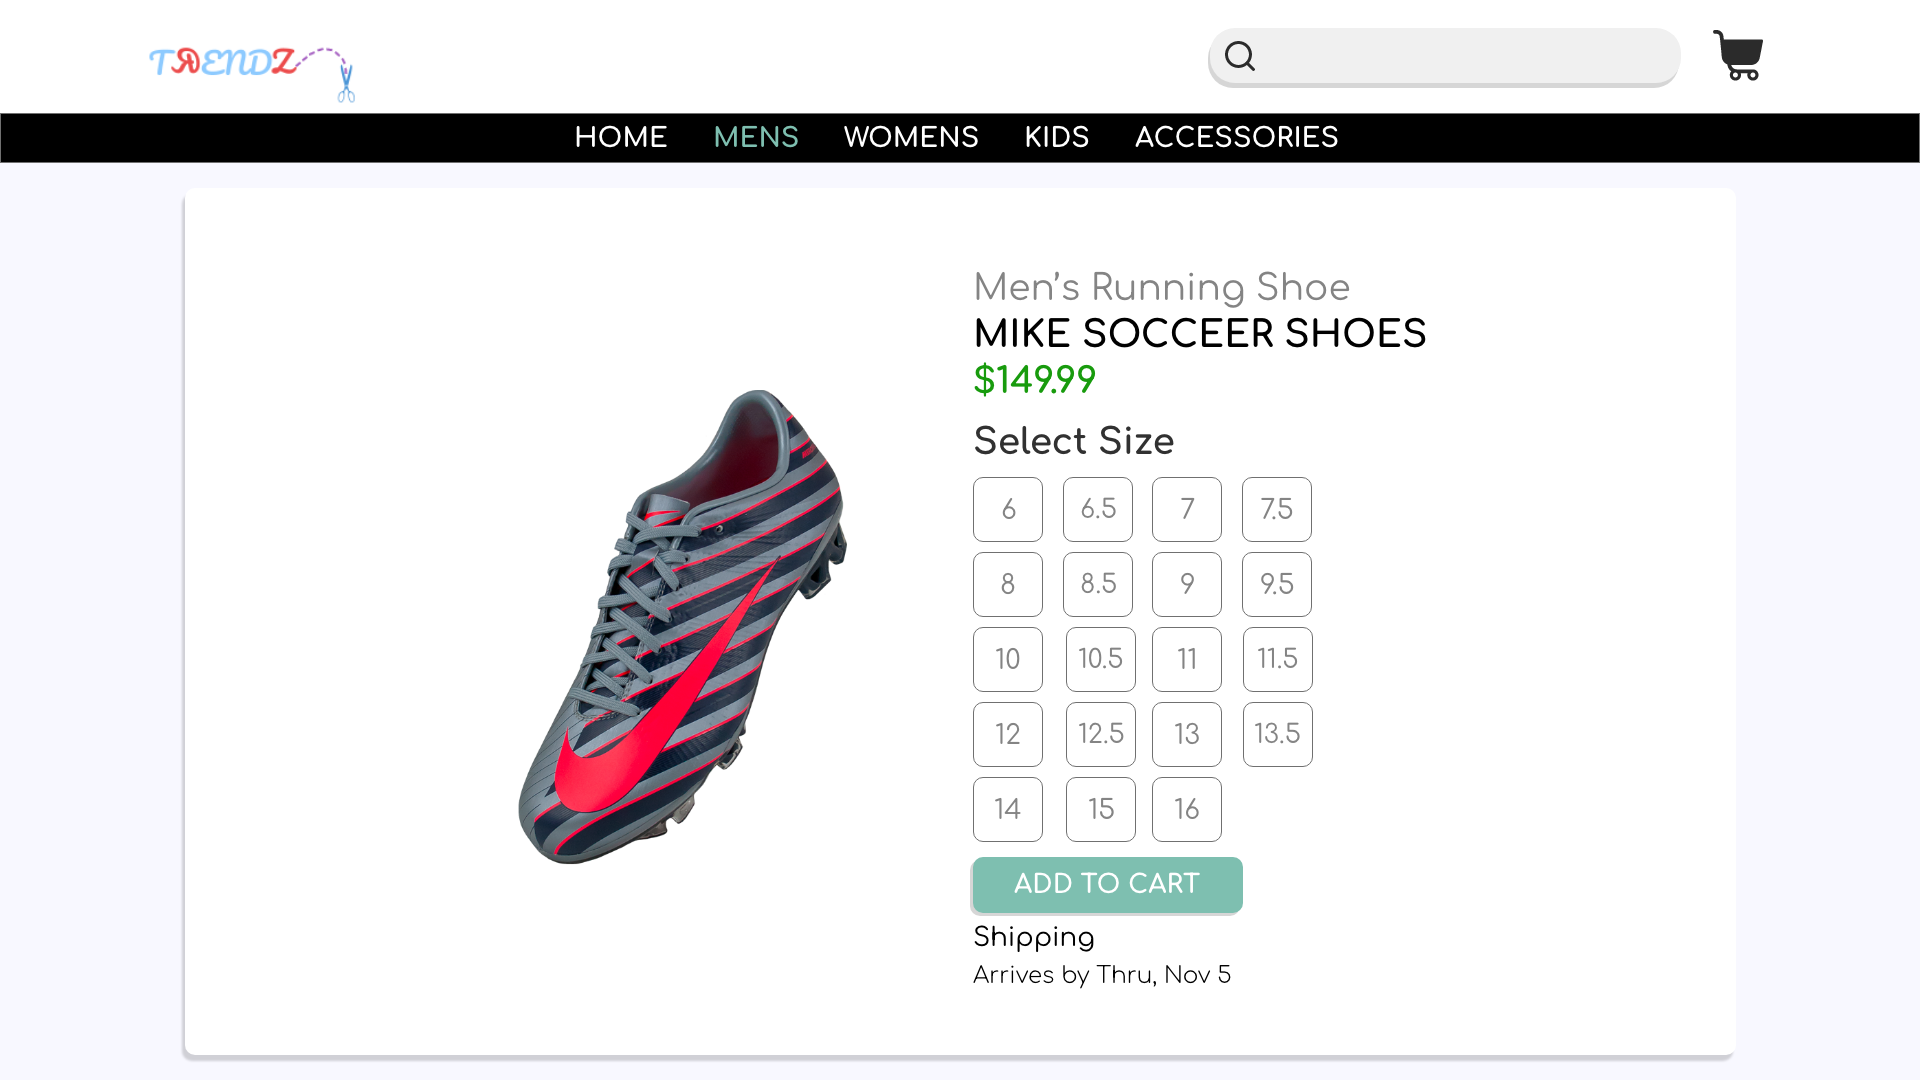 TRENDZ
HOME MENS WOMENS KIDS ACCESSORIES
Men’s Running Shoe
MIKE SOCCEER SHOES
$149.99
Select Size
6 6.5 7 7.5
8 8.5 9 9.5
10 10.5 11 11.5
12 12.5 13 13.5
14 15 16
ADD TO CART
Shipping
Arrives by Thru, Nov 5